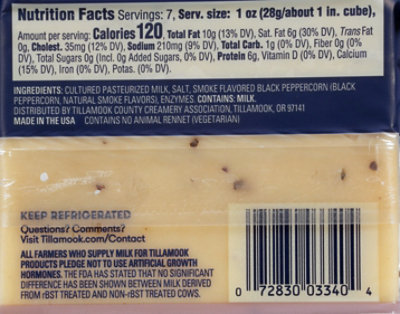 Nutrition Facts Servings: 7, Serv. size: 1 oz (28g/about 1 in. cube),
Amount per serving: Calories 120, Total Fat 10g (13% DV), Sat. Fat 6g (30% DV), Trans Fat
0g, Cholest. 35mg (12% DV), Sodium 210mg (9% DV), Total Carb. 1g (0% DV), Fiber 0g (0%
DV), Total Sugars 0g (Incl. 0g Added Sugars, 0% DV), Protein 6g, Vitamin D (0% DV), Calcium
(15% DV), Iron (0% DV), Potas. (0% DV).
INGREDIENTS: CULTURED PASTEURIZED MILK, SALT, SMOKE FLAVORED BLACK PEPPERCORN (BLACK
PEPPERCORN, NATURAL SMOKE FLAVORS), ENZYMES. CONTAINS: MILK.
DISTRIBUTED BY TILLAMOOK COUNTY CREAMERY ASSOCIATION, TILLAMOOK, OR 97141
MADE IN THE USA CONTAINS NO ANIMAL RENNET (VEGETARIAN)
KEEP REFRIGERATED
Questions? Comments?
Visit Tillamook.com/Contact
ALL FARMERS WHO SUPPLY MILK FOR TILLAMOOK
PRODUCTS PLEDGE NOT TO USE ARTIFICIAL GROWTH
HORMONES. THE FDA HAS STATED THAT NO SIGNIFICANT
DIFFERENCE HAS BEEN SHOWN BETWEEN MILK DERIVED
FROM rBST TREATED AND NON-rBST TREATED COWS.
0 72830 03340 4